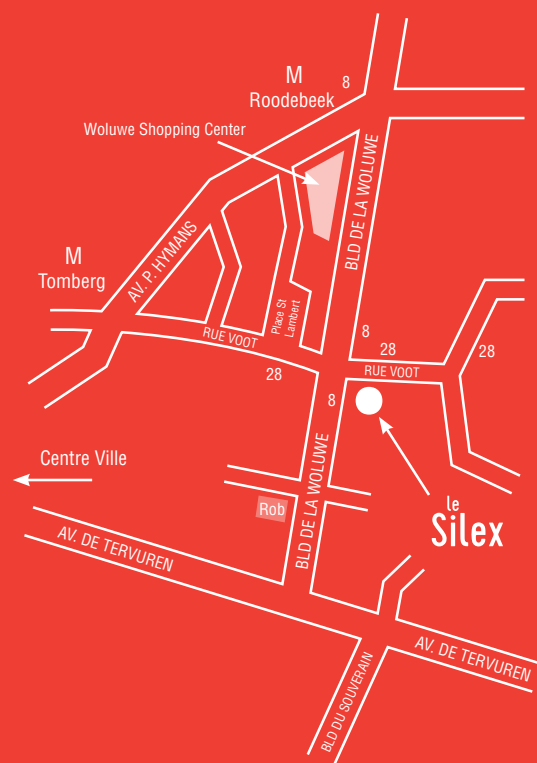 M
Roodebeek
8
Woluwe Shopping Center
BLD DE LA WOLUWE
AV. P. HYMANS
M
Tomberg
Place St
Lambert
RUE VOOT
8
28
RUE VOOT
28
28
8
Centre Ville
BLD DE LA WOLUWE
Rob
le
Silex
AV. DE TERVUREN
AV. DE TERVUREN
BLD DU SOUVERAIN